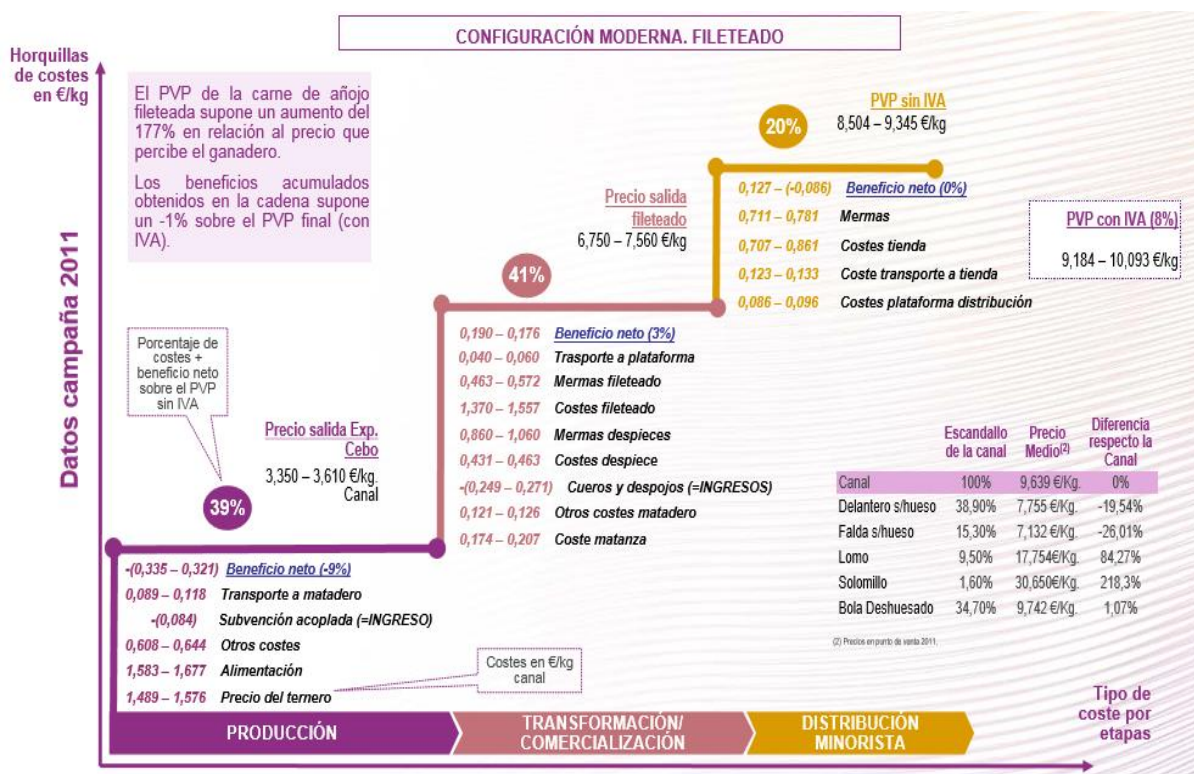 CONFIGURACIÓN MODERNA. FILETEADO
Horquillas
de costes
en €/kg
El PVP de la carne de añojo
fileteada supone un aumento del
177% en relación al precio que
percibe el ganadero.
Los beneficios acumulados
obtenidos en la cadena supone
un -1% sobre el PVP final (con
IVA).
Datos campaña 2011
PVP sin IVA
8,504 – 9,345 €/kg
20%
0,127 – (-0,086) Beneficio neto (0%)
0,711 – 0,781 Mermas
0,707 – 0,861 Costes tienda
0,123 – 0,133 Coste transporte a tienda
0,086 – 0,096 Costes plataforma distribución
PVP con IVA (8%)
9,184 – 10,093 €/kg
Precio salida
fileteado
6,750 – 7,560 €/kg
41%
0,190 – 0,176 Beneficio neto (3%)
0,040 – 0,060 Trasporte a plataforma
0,463 – 0,572 Mermas fileteado
1,370 – 1,557 Costes fileteado
0,860 – 1,060 Mermas despieces
0,431 – 0,463 Costes despiece
-(0,249 – 0,271) Cueros y despojos (=INGRESOS)
0,121 – 0,126 Otros costes matadero
0,174 – 0,207 Coste matanza
Porcentaje de
costes +
beneficio neto
sobre el PVP
sin IVA
Precio salida Exp.
Cebo
3,350 – 3,610 €/kg.
Canal
39%
-(0,335 – 0,321) Beneficio neto (-9%)
0,089 – 0,118 Transporte a matadero
-(0,084) Subvención acoplada (=INGRESO)
0,608 – 0,644 Otros costes
1,583 – 1,677 Alimentación
1,489 – 1,576 Precio del ternero
Costes en €/kg
canal
Escandallo de la canal Precio Medio(2) Diferencia respecto la Canal
Canal 100% 9,639 €/Kg. 0%
Delantero s/hueso 38,90% 7,755 €/Kg. -19,54%
Falda s/hueso 15,30% 7,132 €/Kg. -26,01%
Lomo 9,50% 17,754€/Kg. 84,27%
Solomillo 1,60% 30,650€/Kg. 218,3%
Bola Deshuesado 34,70% 9,742 €/Kg. 1,07%
(2) Precios en punto de venta 2011.
PRODUCCIÓN
TRANSFORMACIÓN/
COMERCIALIZACIÓN
DISTRIBUCIÓN
MINORISTA
Tipo de
coste por
etapas